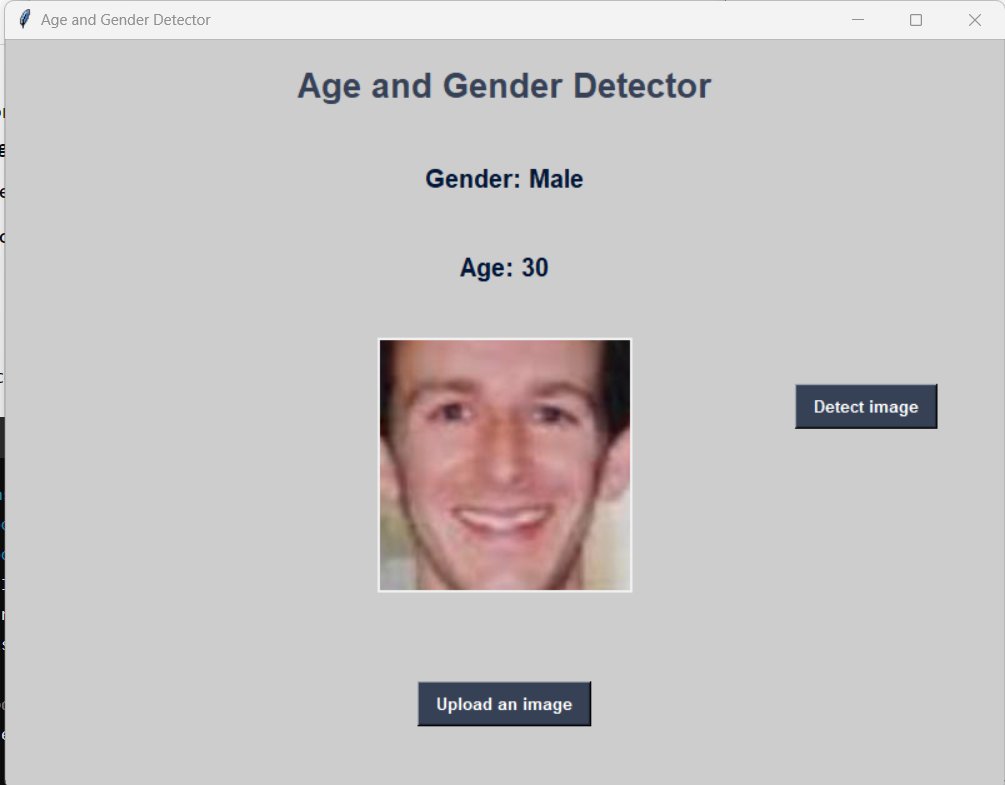 Age and Gender Detector
Age and Gender Detector
Gender: Male
Age: 30
Detect image
Upload an image